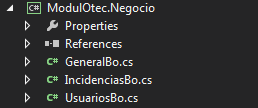 C# ModulOtec.Negocio
Properties
References
C# GeneralBo.cs
C# IncidenciasBo.cs
C# UsuariosBo.cs